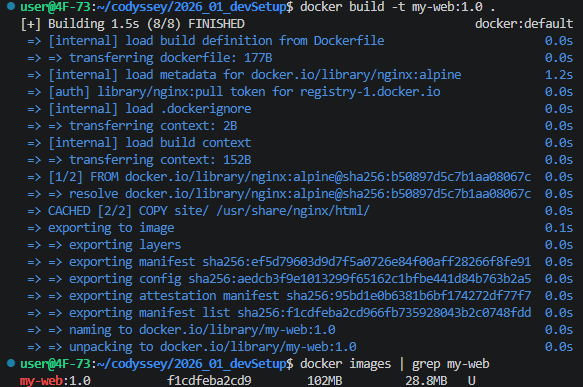 user@4F-73:~/codyssey/2026_01_devSetup$ docker build -t my-web:1.0 .
[+] Building 1.5s (8/8) FINISHED docker:default
=> [internal] load build definition from Dockerfile 0.0s
=> => transferring dockerfile: 177B 0.0s
=> [internal] load metadata for docker.io/library/nginx:alpine 1.2s
=> [auth] library/nginx:pull token for registry-1.docker.io 0.0s
=> [internal] load .dockerignore 0.0s
=> => transferring context: 2B 0.0s
=> [internal] load build context 0.0s
=> => transferring context: 152B 0.0s
=> [1/2] FROM docker.io/library/nginx:alpine@sha256:b50897d5c7b1aa08067c 0.0s
=> => resolve docker.io/library/nginx:alpine@sha256:b50897d5c7b1aa08067c 0.0s
=> CACHED [2/2] COPY site/ /usr/share/nginx/html/ 0.0s
=> exporting to image 0.1s
=> => exporting layers 0.0s
=> => exporting manifest sha256:ef5d79603d9d7f5a0726e84f00aff28266f8fe91 0.0s
=> => exporting config sha256:aedcb3f9e1013299f65162c1bfbe441d84b763b2a5 0.0s
=> => exporting attestation manifest sha256:95bd1e0b6381b6bf174272df77f7 0.0s
=> => exporting manifest list sha256:f1cdfeba2cd966fb735928043b2c0748fdd 0.0s
=> => naming to docker.io/library/my-web:1.0 0.0s
=> => unpacking to docker.io/library/my-web:1.0 0.0s
user@4F-73:~/codyssey/2026_01_devSetup$ docker images | grep my-web
my-web:1.0 f1cdfeba2cd9 102MB 28.8MB U